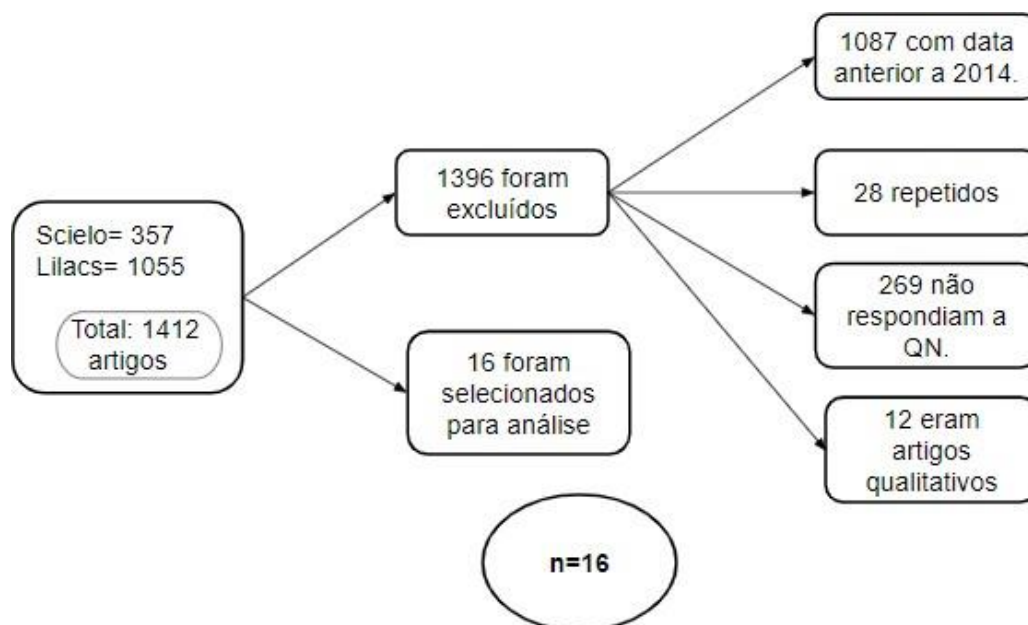 Scielo= 357
Lilacs= 1055
Total: 1412
artigos
1396 foram
excluídos
16 foram
selecionados
para análise
1087 com data
anterior a 2014.
28 repetidos
269 não
respondiam a
QN.
12 eram
artigos
qualitativos
n=16